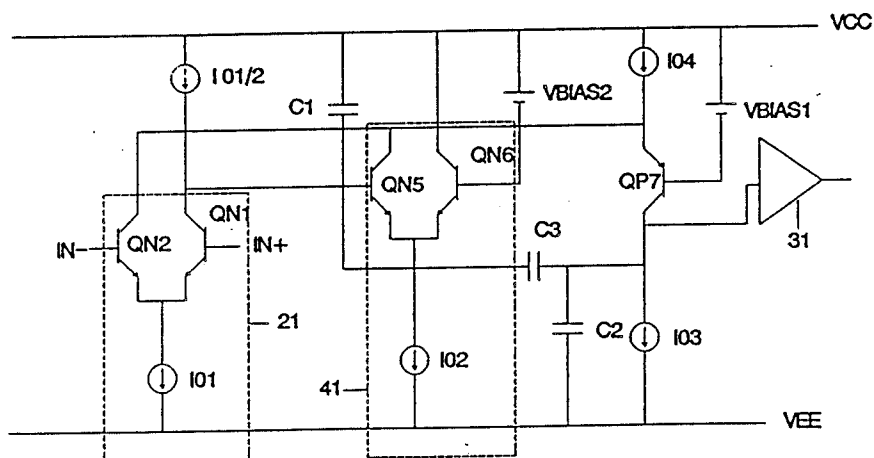 VCC
I01/2
I04
C1
VBIAS2
VBIAS1
QN6
QN5
QP7
QN1
IN-
QN2
IN+
C3
31
21
C2
I03
I02
I01
41
VEE